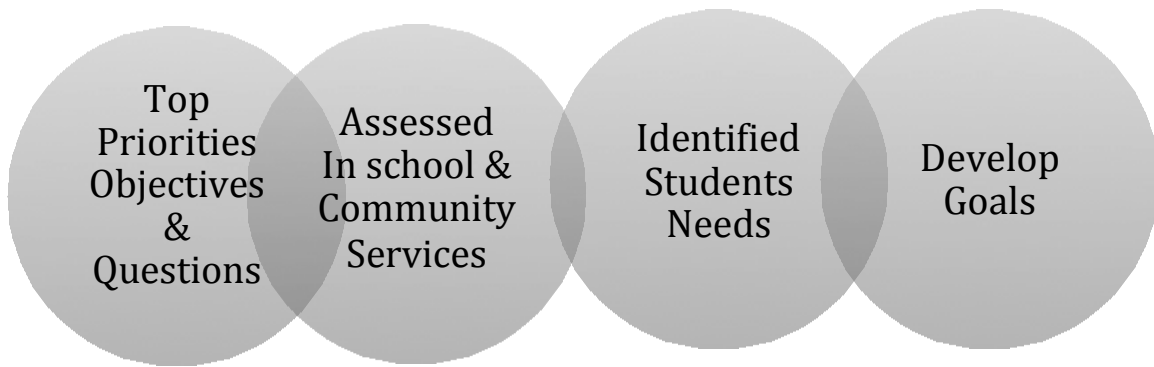 Top
Priorities
Objectives
&
Questions
Assessed
In school &
Community
Services
Identified
Students
Needs
Develop
Goals